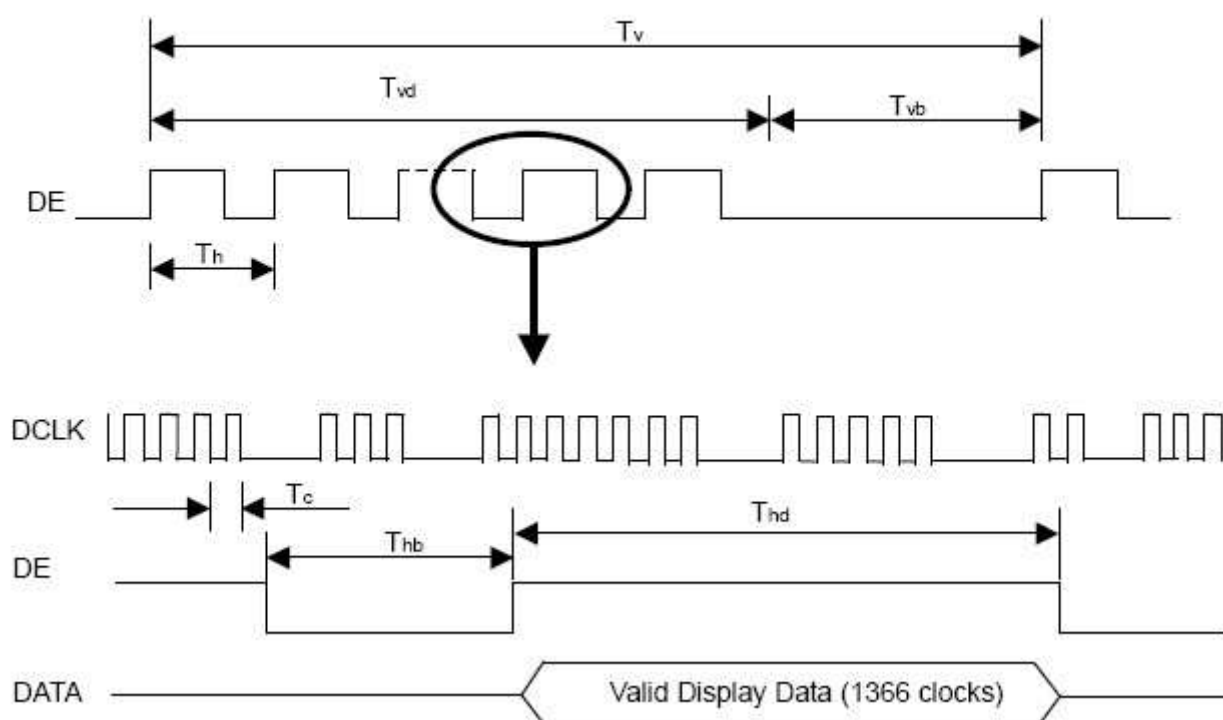 Tv
Tvd
Tvb
DE
Th
DCLK
Tc
Thd
Thb
DE
DATA
Valid Display Data (1366 clocks)